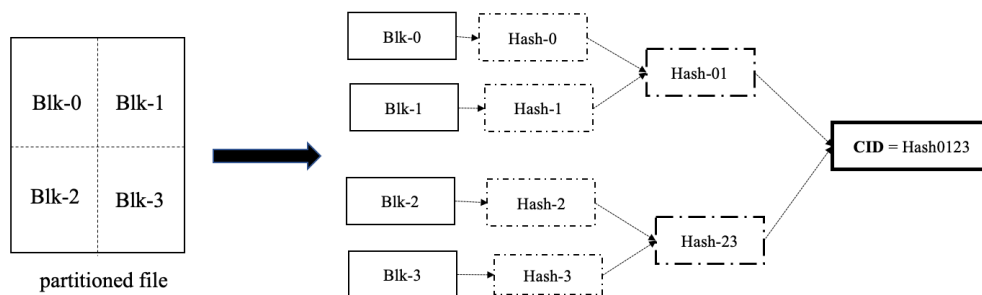 Blk-0
Blk-1
Blk-2
Blk-3
partitioned file
Blk-0
Hash-0
Blk-1
Hash-1
Hash-01
Blk-2
Hash-2
Blk-3
Hash-3
Hash-23
CID = Hash0123